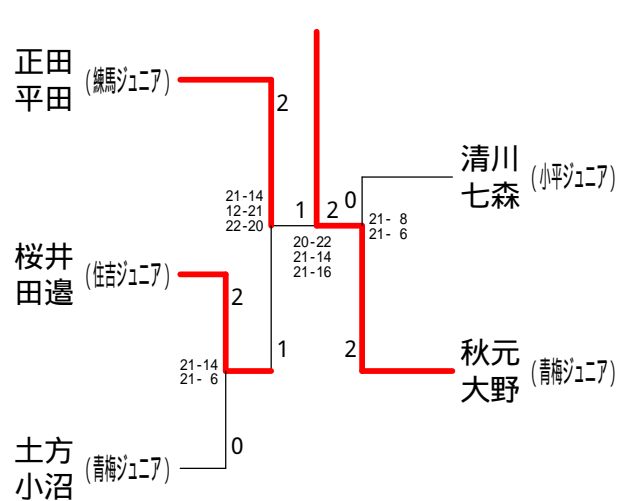 正田
平田
(練馬ジュニア)
2
21-14
12-21
22-20
桜井
田邉
(住吉ジュニア)
2
21-14
21- 6
1
土方
小沼
(青梅ジュニア)
0
1
2
20-22
21-14
21-16
0
21- 8
21- 6
2
清川
七森
(小平ジュニア)
秋元
大野
(青梅ジュニア)